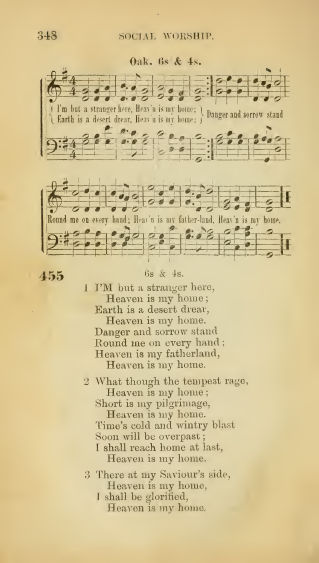 348 SOCIAL WORSHIP.
Oak. 6s & 4s.
I'm but a stranger here, Heav'n is my home;
Earth is a desert drear, Heav'n is my home:
Danger and sorrow stand
Round me on every hand; Heav'n is my father-land, Heav'n is my home.
455 6s & 4s.
1 I'M but a stranger here,
Heaven is my home;
Earth is a desert drear,
Heaven is my home.
Danger and sorrow stand
Round me on every hand;
Heaven is my fatherland,
Heaven is my home.
2 What though the tempest rage,
Heaven is my home;
Short is my pilgrimage,
Heaven is my home.
Time's cold and wintry blast
Soon will be overpast;
I shall reach home at last,
Heaven is my home.
3 There at my Saviour's side,
Heaven is my home,
I shall be glorified,
Heaven is my home.